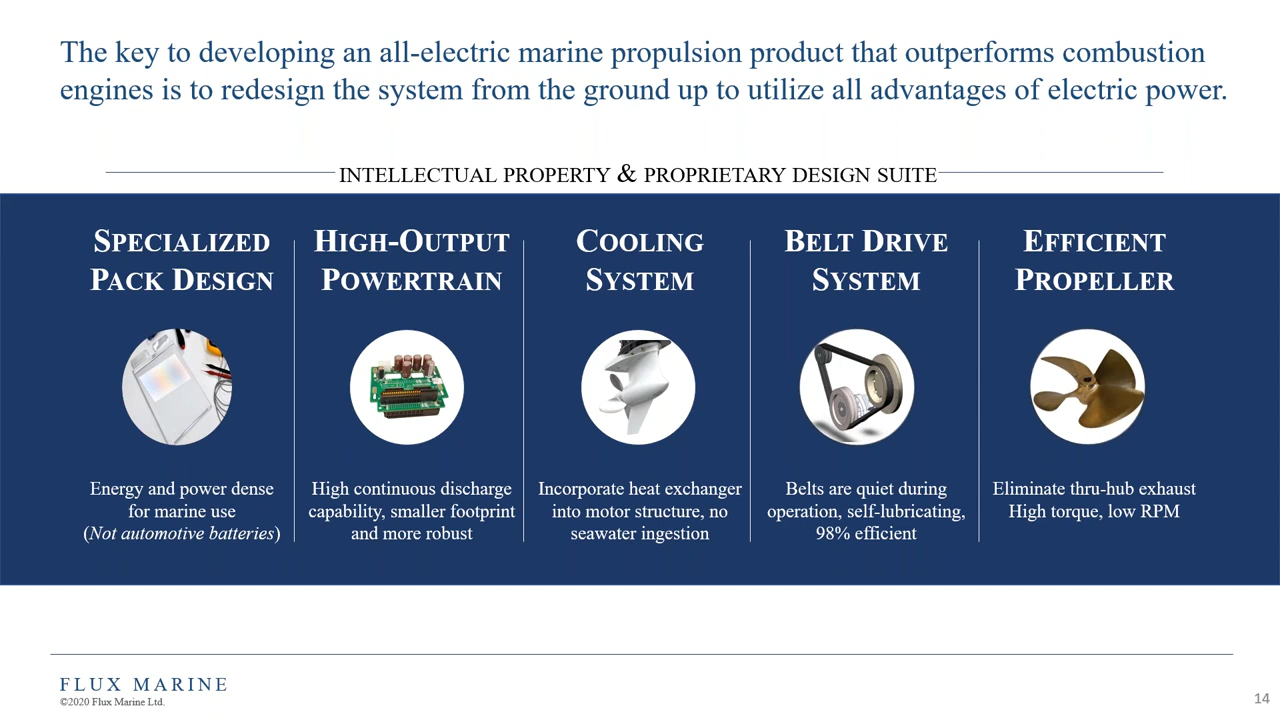 The key to developing an all-electric marine propulsion product that outperforms combustion
engines is to redesign the system from the ground up to utilize all advantages of electric power.
INTELLECTUAL PROPERTY & PROPRIETARY DESIGN SUITE
SPECIALIZED
PACK DESIGN
Energy and power dense
for marine use
(Not automotive batteries)
HIGH-OUTPUT
POWERTRAIN
High continuous discharge
capability, smaller footprint
and more robust
COOLING
SYSTEM
Incorporate heat exchanger
into motor structure, no
seawater ingestion
BELT DRIVE
SYSTEM
Belts are quiet during
operation, self-lubricating,
98% efficient
EFFICIENT
PROPELLER
Eliminate thru-hub exhaust
High torque, low RPM
FLUX MARINE
©2020 Flux Marine Ltd.
14